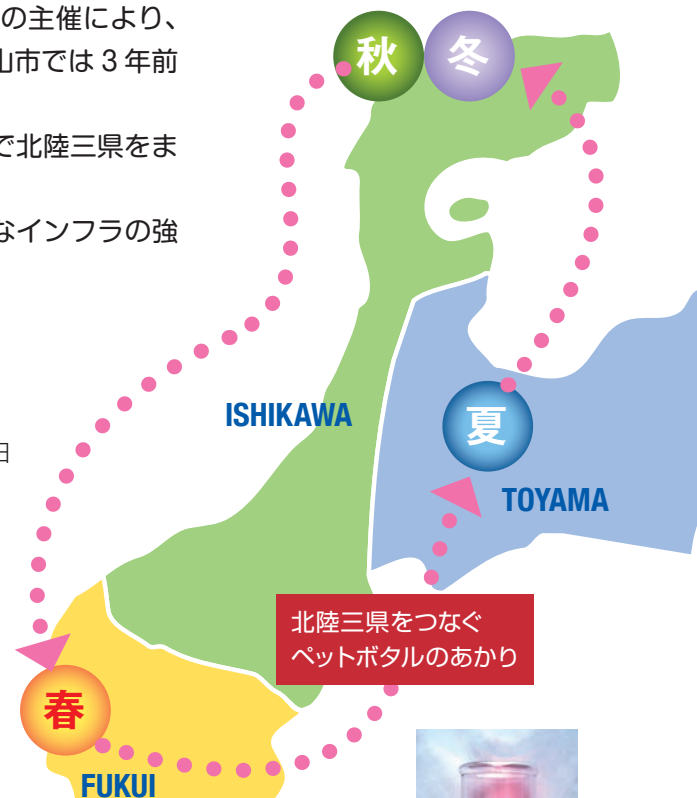 の主催により、
山市では3年前
で北陸三県をま
なインフラの強
秋
冬
ISHIKAWA
夏
TOYAMA
北陸三県をつなぐ
ペットボタルのあかり
春
FUKUI